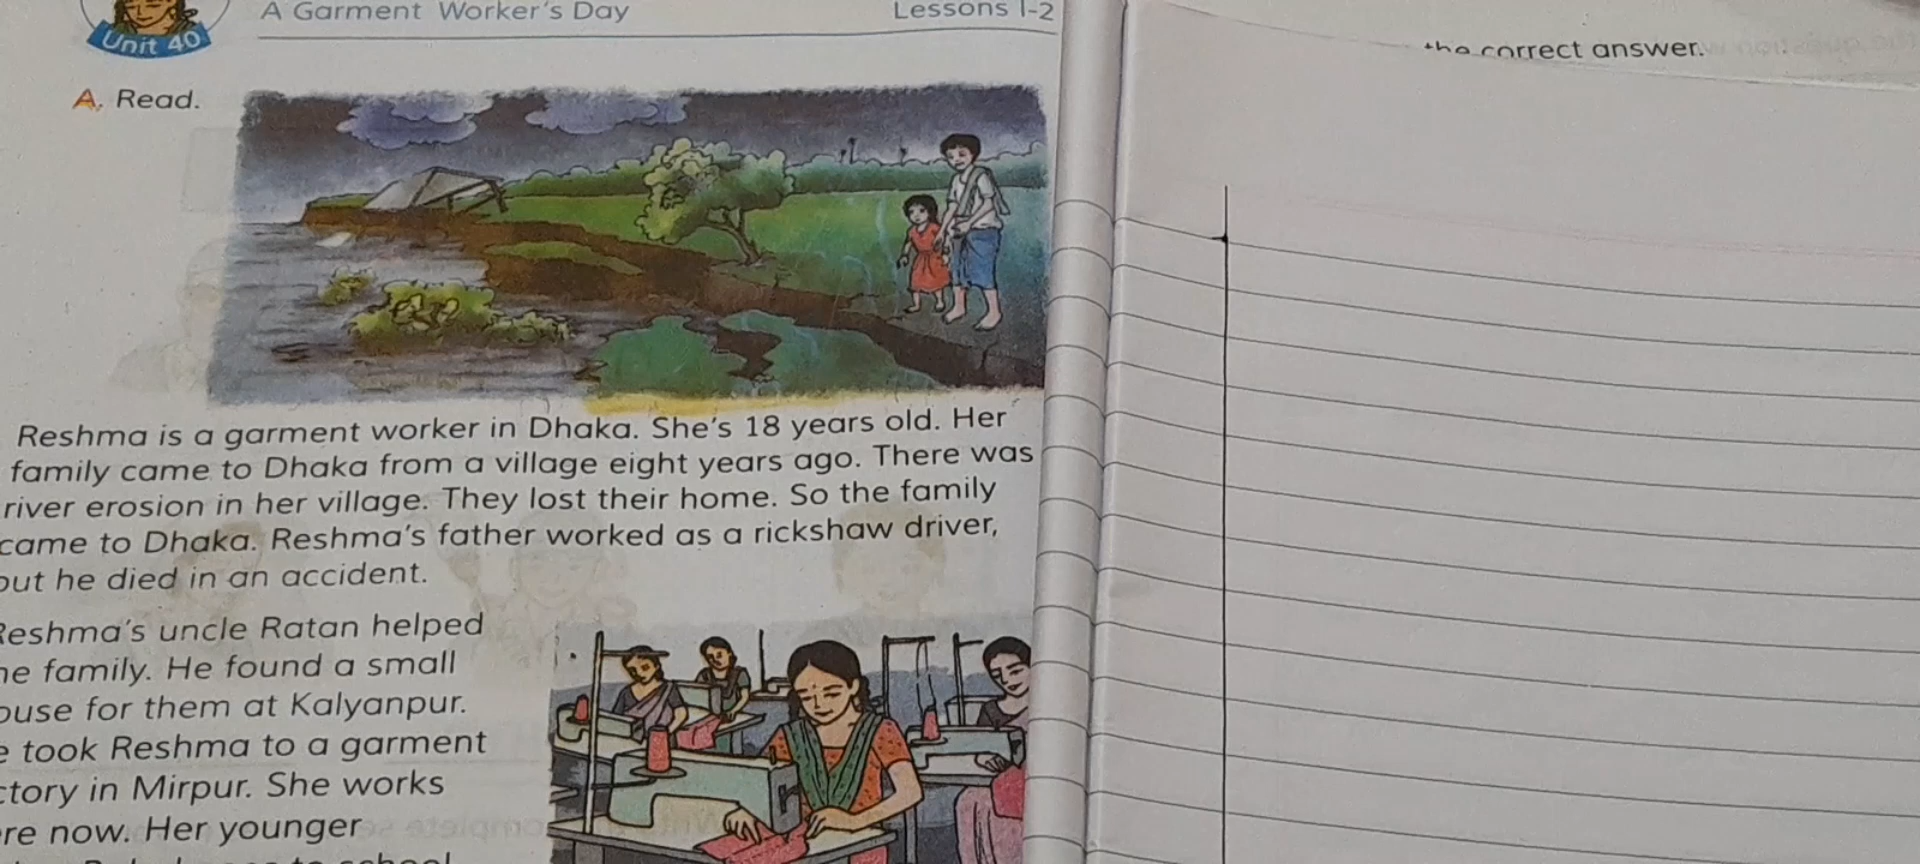 A Garment Worker's Day
Lessons 1-2
Unit 40
A. Read.
Reshma is a garment worker in Dhaka. She's 18 years old. Her
family came to Dhaka from a village eight years ago. There was
river erosion in her village. They lost their home. So the family
came to Dhaka. Reshma's father worked as a rickshaw driver,
but he died in an accident.
Reshma's uncle Ratan helped
family. He found a small
for them at Kalyanpur.
took Reshma to a garment
in Mirpur. She works
now. Her younger
school
correct answer.